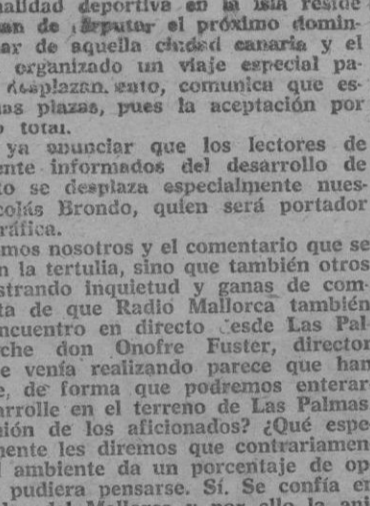 nalidad deportiva en la isla reside
an de disputar el próximo domin-
ar de aquella ciudad canaria y el
organizado un viaje especial pa-
desplazamiento, comunica que es-
nas plazas, pues la aceptación por
o total.
ya anunciar que los lectores de
ente informados del desarrollo de
to se desplaza especialmente nues-
colás Brondo, quien será portador
ráfica.
mos nosotros y el comentario que se
n la tertulia, sino que también otros
strando inquietud y ganas de com-
ta de que Radio Mallorca también
ncuentro en directo desde Las Pal-
che don Onofre Fuster, director
e venía realizando parece que han
e, de forma que podremos enterar
arrolle en el terreno de Las Palmas
ión de los aficionados? ¿Qué espe
mente les diremos que contrariamen
l ambiente da un porcentaje de op
pudiera pensarse. Sí. Se confía en